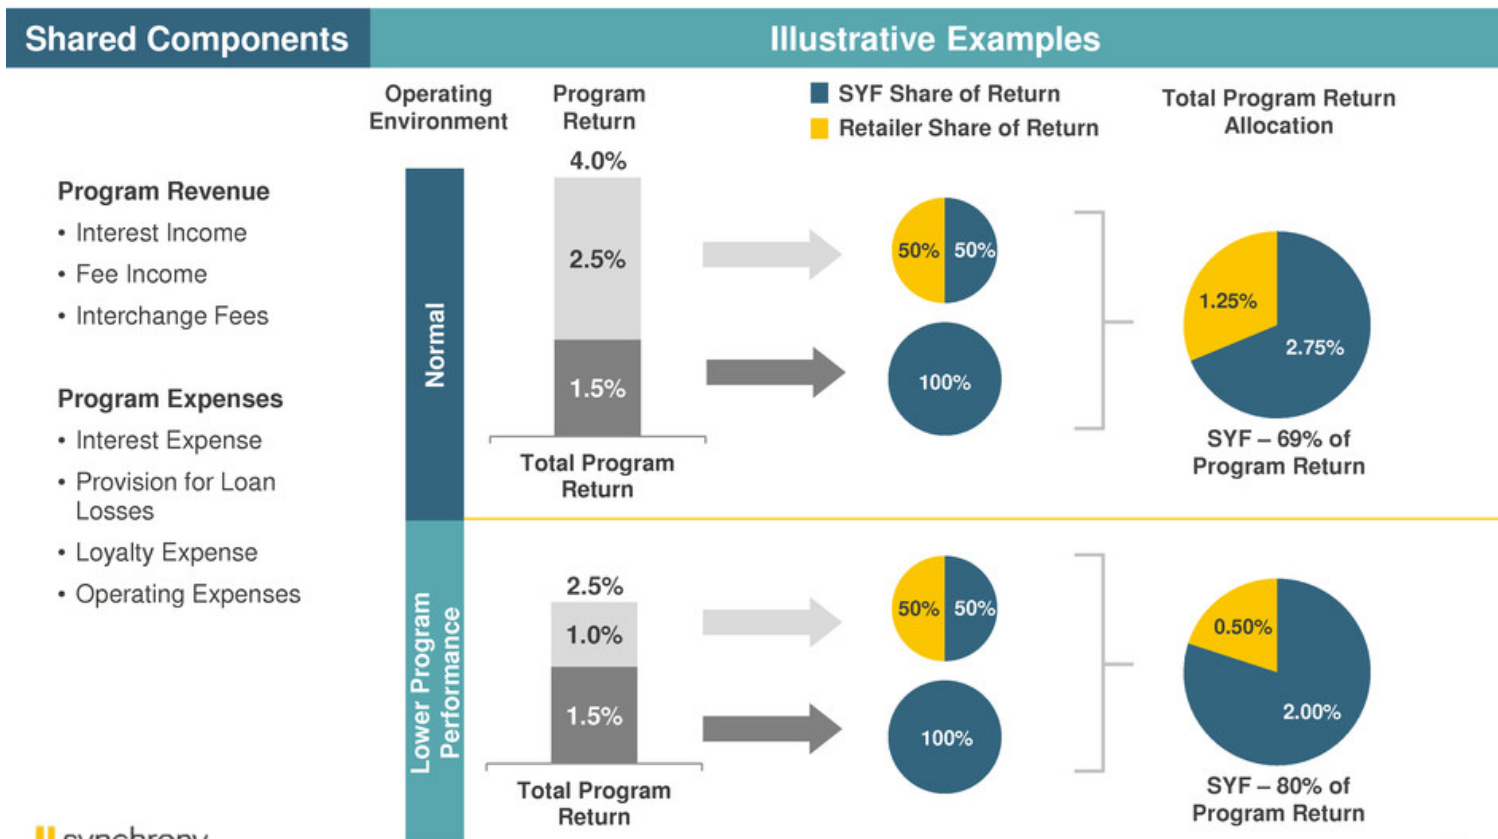 Shared Components
Illustrative Examples
Operating
Environment
Program
Return
SYF Share of Return
Retailer Share of Return
Total Program Return
Allocation
Program Revenue
• Interest Income
• Fee Income
• Interchange Fees
Program Expenses
• Interest Expense
• Provision for Loan
Losses
• Loyalty Expense
• Operating Expenses
Normal
4.0%
2.5%
1.5%
Total Program
Return
50% 50%
100%
1.25%
2.75%
SYF – 69% of
Program Return
Lower Program
Performance
2.5%
1.0%
1.5%
Total Program
Return
50% 50%
100%
0.50%
2.00%
SYF – 80% of
Program Return
synchrony